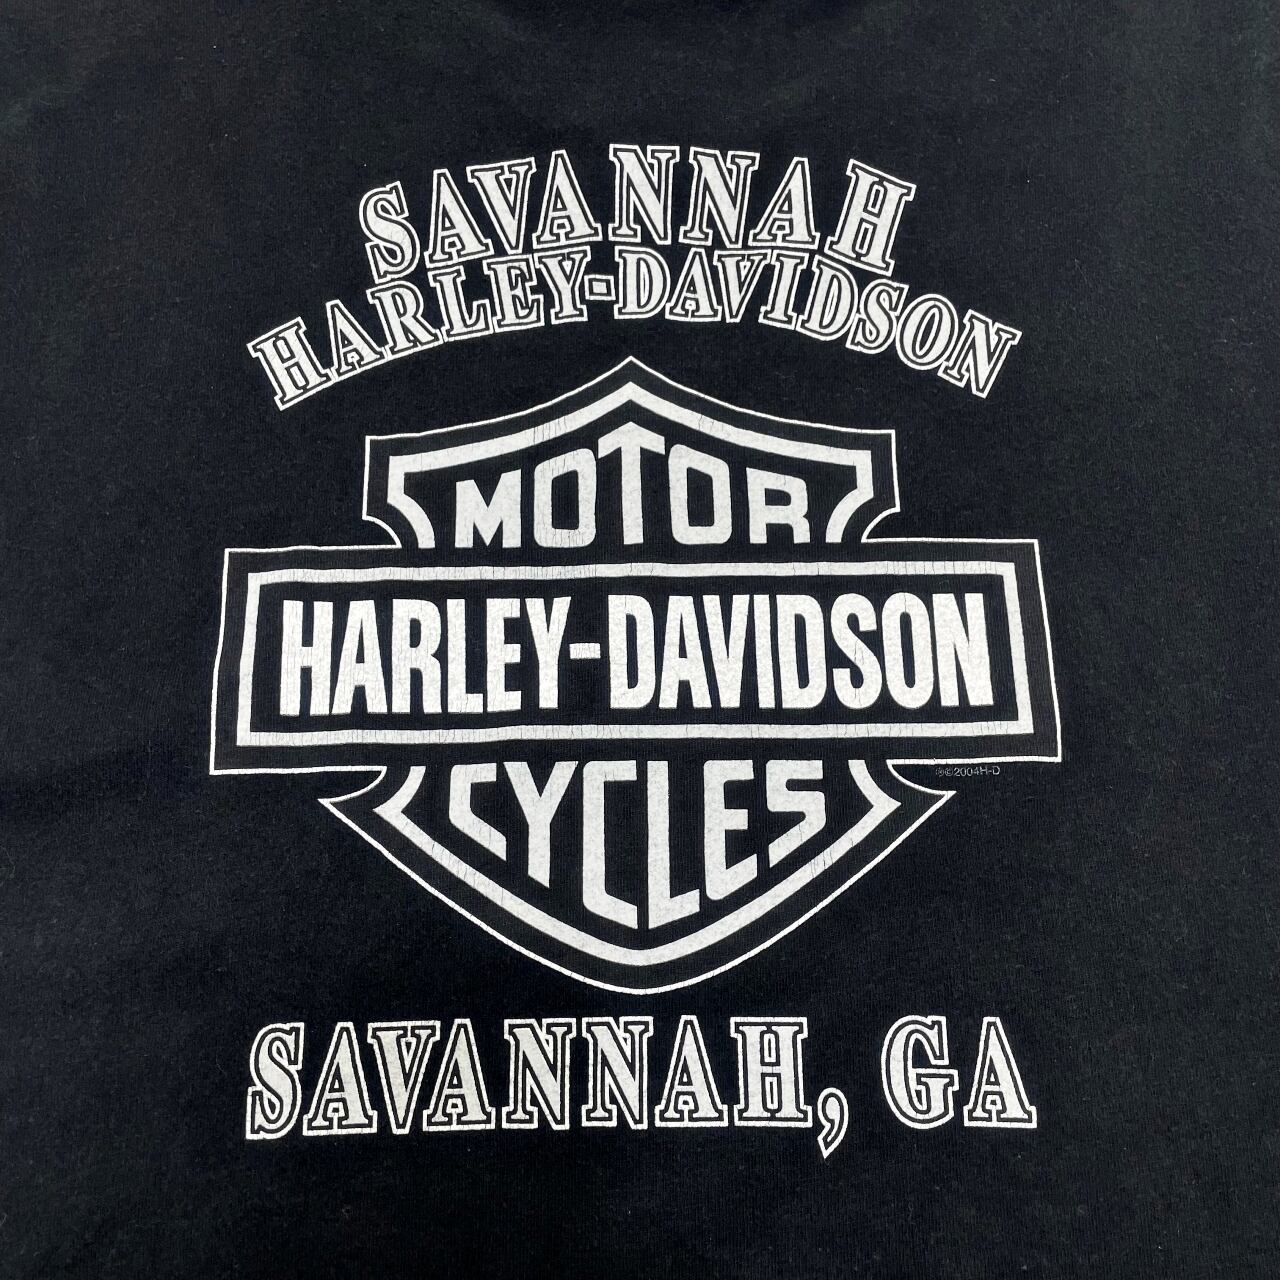 SAVANNAH
HARLEY-DAVIDSON
MOTOR
HARLEY-DAVIDSON
CYCLES
®©2004H-D
SAVANNAH, GA